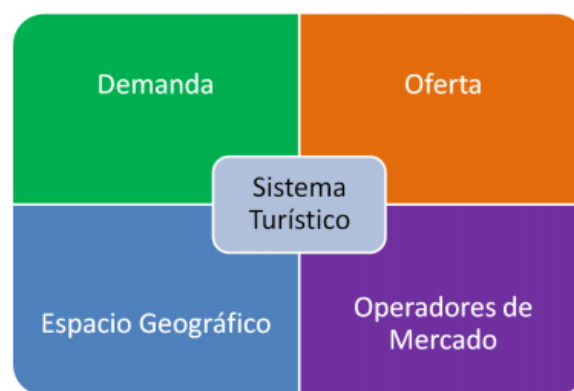 Demanda
Oferta
Sistema
Turístico
Espacio Geográfico
Operadores de
Mercado